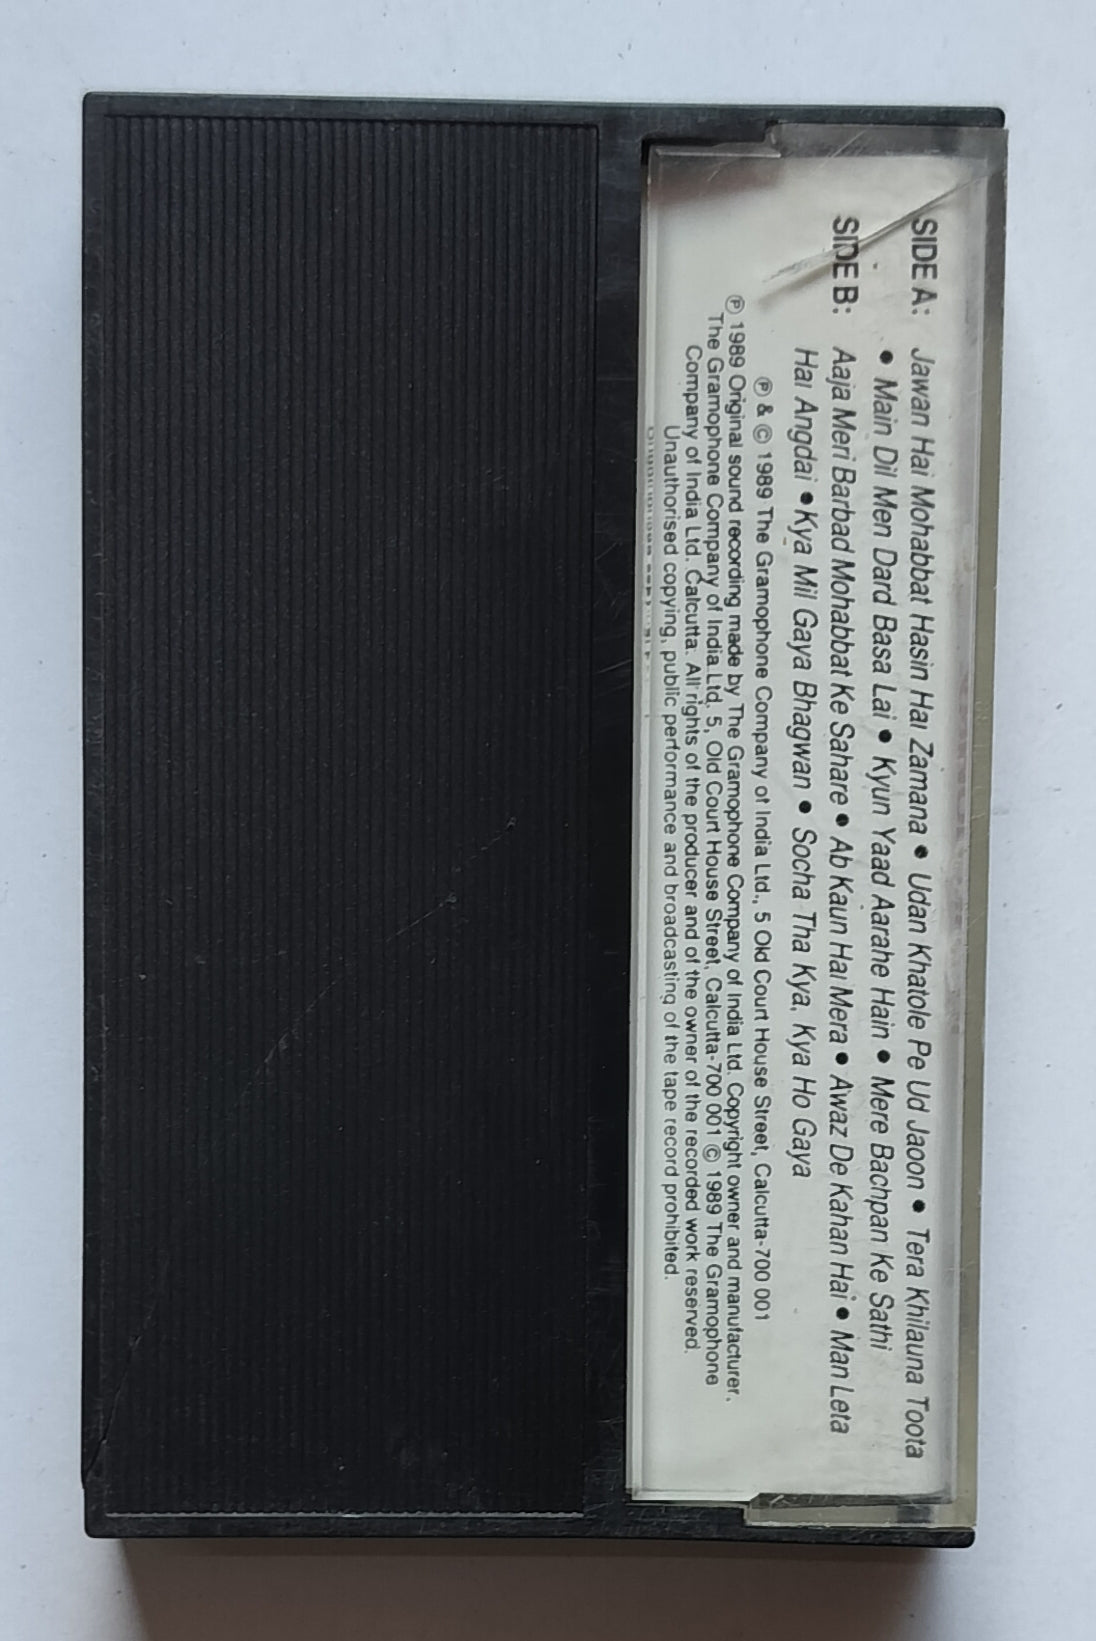 SIDE A: Jawan Hai Mohabbat Hasin Hai Zamana • Udan Khatole Pe Ud Jaoon • Tera Khilauna Toota
• Main Dil Men Dard Basa Lai • Kyun Yaad Aarahe Hain • Mere Bachpan Ke Sathi
SIDE B: Aaja Meri Barbad Mohabbat Ke Sahare • Ab Kaun Hai Mera • Awaz De Kahan Hai • Man Leta
Hai Angdai • Kya Mil Gaya Bhagwan • Socha Tha Kya, Kya Ho Gaya
℗ & © 1989 The Gramophone Company of India Ltd., 5 Old Court House Street, Calcutta-700 001
℗ 1989 Original sound recording made by The Gramophone Company of India Ltd. Copyright owner and manufacturer,
The Gramophone Company of India Ltd. 5, Old Court House Street, Calcutta-700 001 © 1989 The Gramophone
Company of India Ltd. Calcutta. All rights of the producer and of the owner of the recorded work reserved.
Unauthorised copying, public performance and broadcasting of the tape record prohibited.